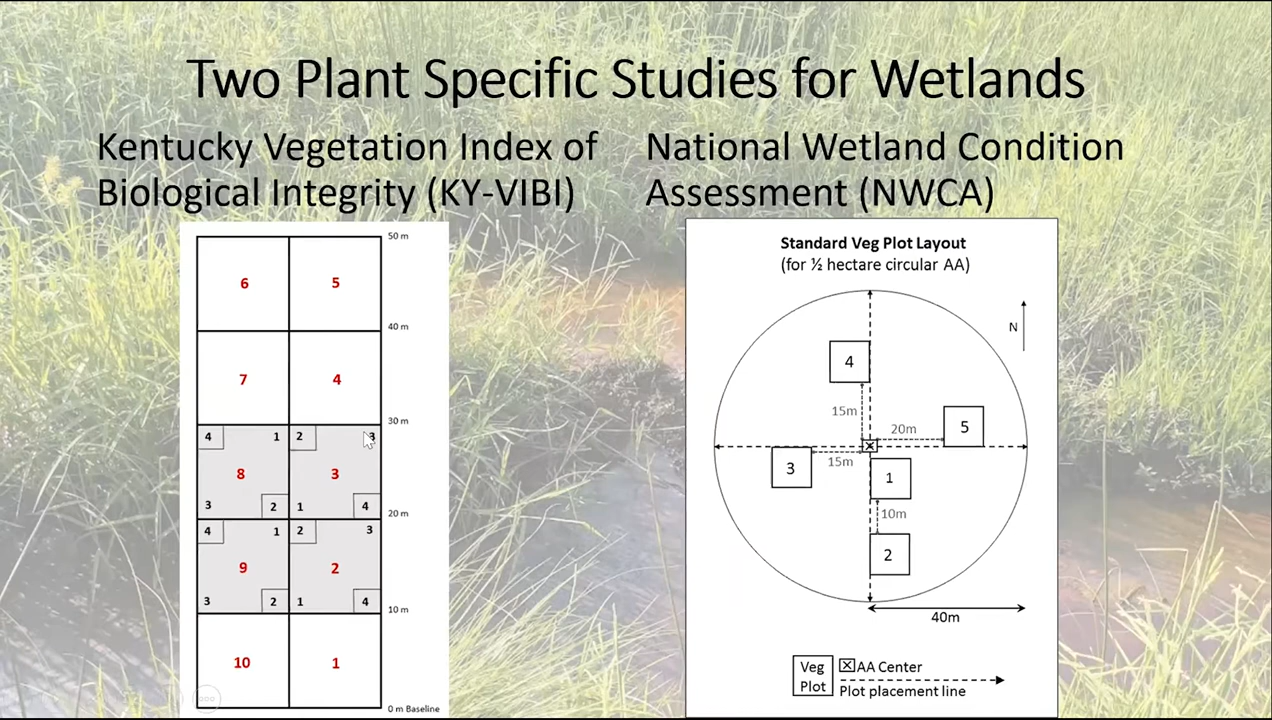 Two Plant Specific Studies for Wetlands
Kentucky Vegetation Index of
Biological Integrity (KY-VIBI)
50 m
6 5
40 m
7 4
30 m
4 1 2 3
8 3
3 2 1 4
20 m
4 1 2 3
9 2
3 2 1 4
10 m
10 1
0 m Baseline
National Wetland Condition
Assessment (NWCA)
Standard Veg Plot Layout
(for ½ hectare circular AA)
N
4
15m
20m
5
3
15m
1
10m
2
40m
Veg
Plot
AA Center
Plot placement line